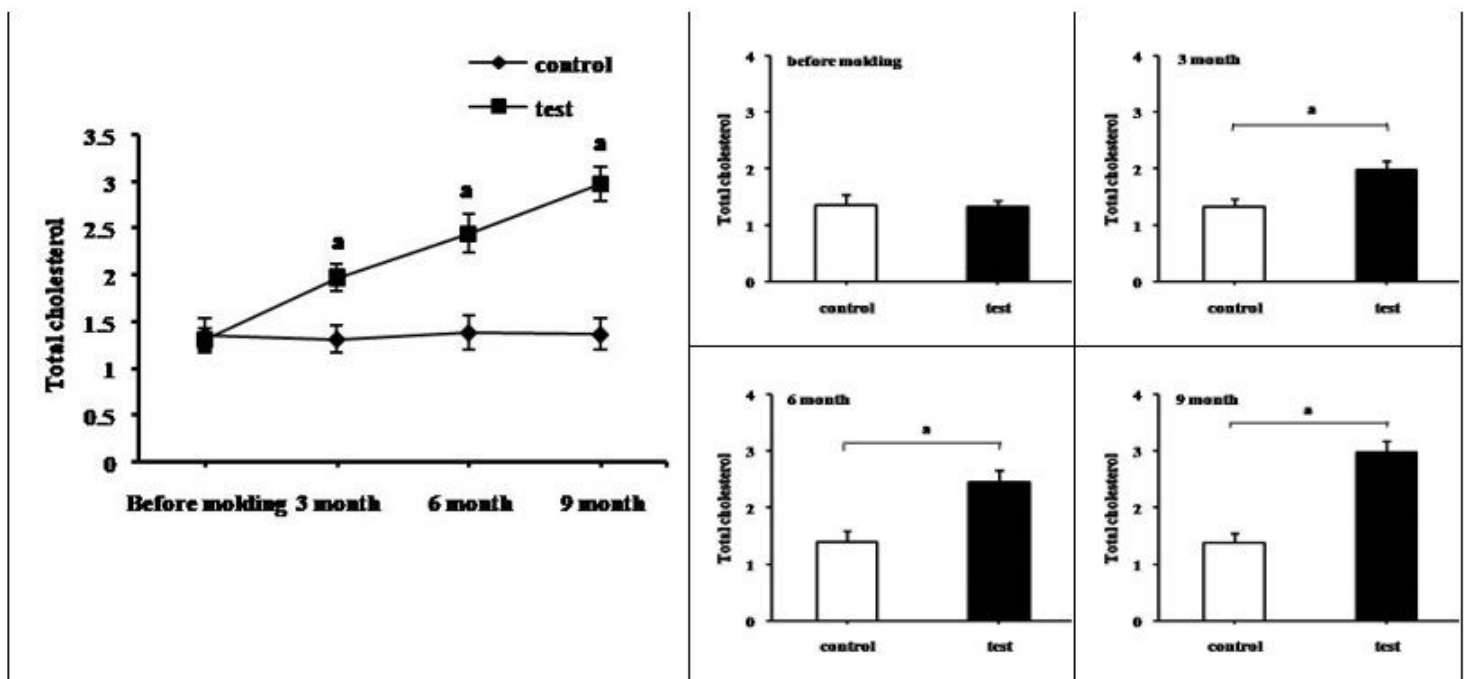 control
test
3.5
3
2.5
2
1.5
1
0.5
0
a
a
a
Total cholesterol
Before molding 3 month 6 month 9 month
before molding
4
3
2
1
0
Total cholesterol
control test
3 month
4
3
2
1
0
a
Total cholesterol
control test
6 month
4
3
2
1
0
a
Total cholesterol
control test
9 month
4
3
2
1
0
a
Total cholesterol
control test